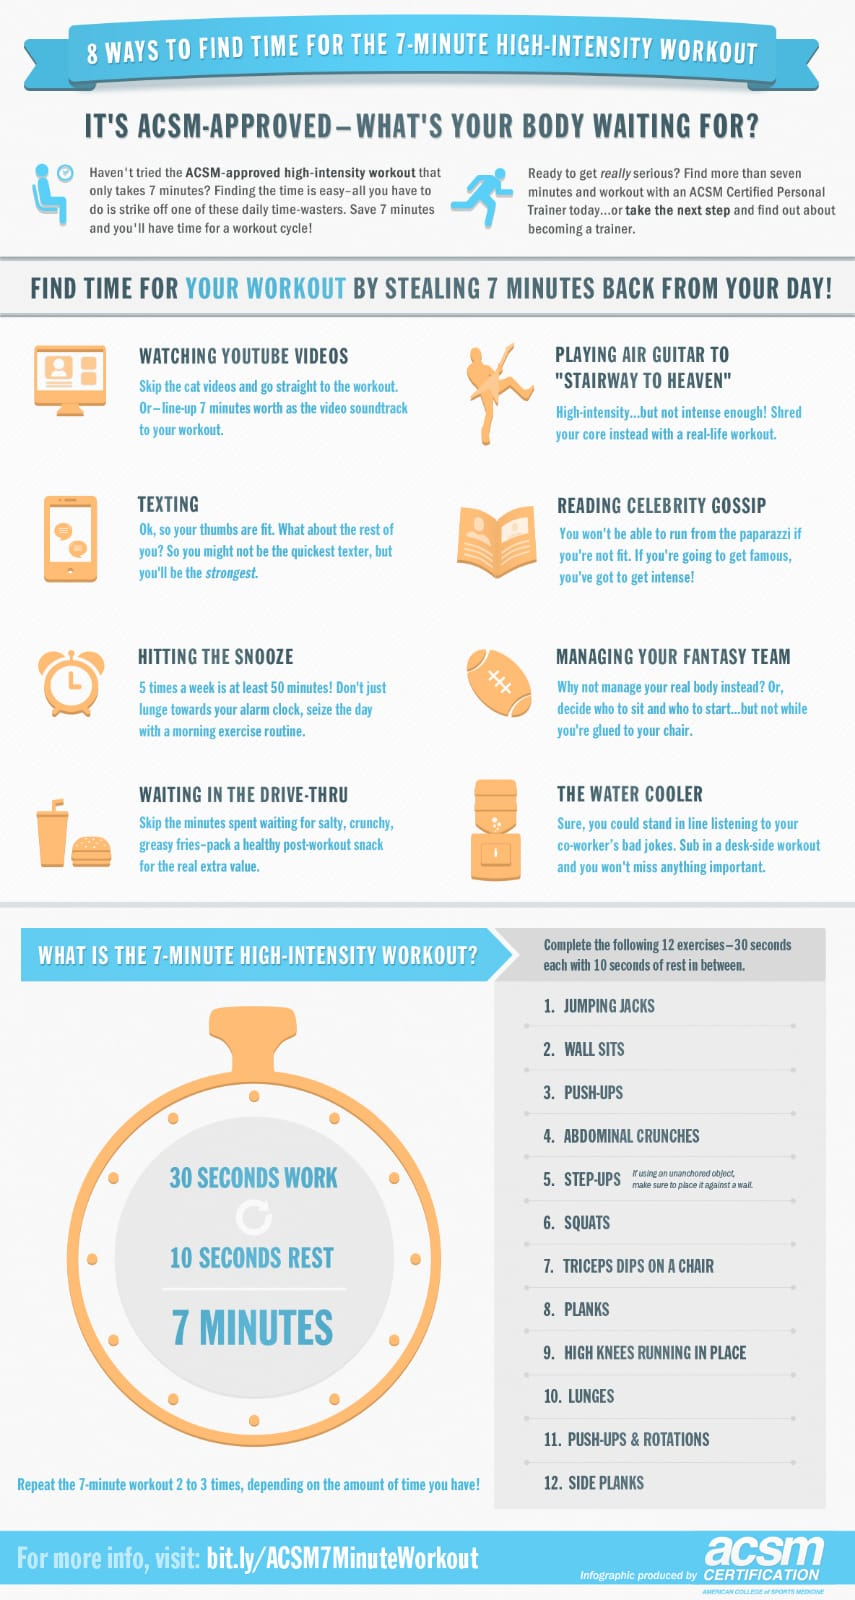 8 WAYS TO FIND TIME FOR THE 7-MINUTE HIGH-INTENSITY WORKOUT
IT'S ACSM-APPROVED–WHAT'S YOUR BODY WAITING FOR?
Haven't tried the ACSM-approved high-intensity workout that
only takes 7 minutes? Finding the time is easy–all you have to
do is strike off one of these daily time-wasters. Save 7 minutes
and you'll have time for a workout cycle!
Ready to get really serious? Find more than seven
minutes and workout with an ACSM Certified Personal
Trainer today...or take the next step and find out about
becoming a trainer.
FIND TIME FOR YOUR WORKOUT BY STEALING 7 MINUTES BACK FROM YOUR DAY!
WATCHING YOUTUBE VIDEOS
Skip the cat videos and go straight to the workout.
Or–line-up 7 minutes worth as the video soundtrack
to your workout.
PLAYING AIR GUITAR TO
"STAIRWAY TO HEAVEN"
High-intensity...but not intense enough! Shred
your core instead with a real-life workout.
TEXTING
Ok, so your thumbs are fit. What about the rest of
you? So you might not be the quickest texter, but
you'll be the strongest.
READING CELEBRITY GOSSIP
You won't be able to run from the paparazzi if
you're not fit. If you're going to get famous,
you've got to get intense!
HITTING THE SNOOZE
5 times a week is at least 50 minutes! Don't just
lunge towards your alarm clock, seize the day
with a morning exercise routine.
MANAGING YOUR FANTASY TEAM
Why not manage your real body instead? Or,
decide who to sit and who to start...but not while
you're glued to your chair.
WAITING IN THE DRIVE-THRU
Skip the minutes spent waiting for salty, crunchy,
greasy fries–pack a healthy post-workout snack
for the real extra value.
THE WATER COOLER
Sure, you could stand in line listening to your
co-worker's bad jokes. Sub in a desk-side workout
and you won't miss anything important.
WHAT IS THE 7-MINUTE HIGH-INTENSITY WORKOUT?
Complete the following 12 exercises–30 seconds
each with 10 seconds of rest in between.
30 SECONDS WORK
10 SECONDS REST
7 MINUTES
Repeat the 7-minute workout 2 to 3 times, depending on the amount of time you have!
1. JUMPING JACKS
2. WALL SITS
3. PUSH-UPS
4. ABDOMINAL CRUNCHES
5. STEP-UPS
If using an unanchored object,
make sure to place it against a wall.
6. SQUATS
7. TRICEPS DIPS ON A CHAIR
8. PLANKS
9. HIGH KNEES RUNNING IN PLACE
10. LUNGES
11. PUSH-UPS & ROTATIONS
12. SIDE PLANKS
For more info, visit: bit.ly/ACSM7MinuteWorkout
Infographic produced by
acsm
CERTIFICATION
AMERICAN COLLEGE of SPORTS MEDICINE